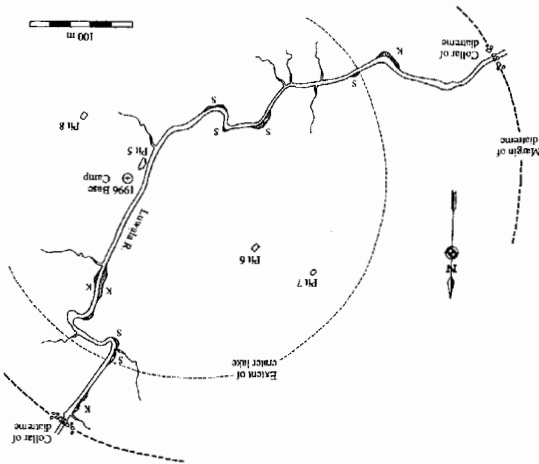 Collar of
diatreme
K
Extent of
crater lake
S
S
K
K
Pit 7
N
Pit 6
Luwala R.
1996 Base
Camp
Pit 5
Margin of
diatreme
Pit 8
S
S
S
S
Collar of
diatreme
K
100 m